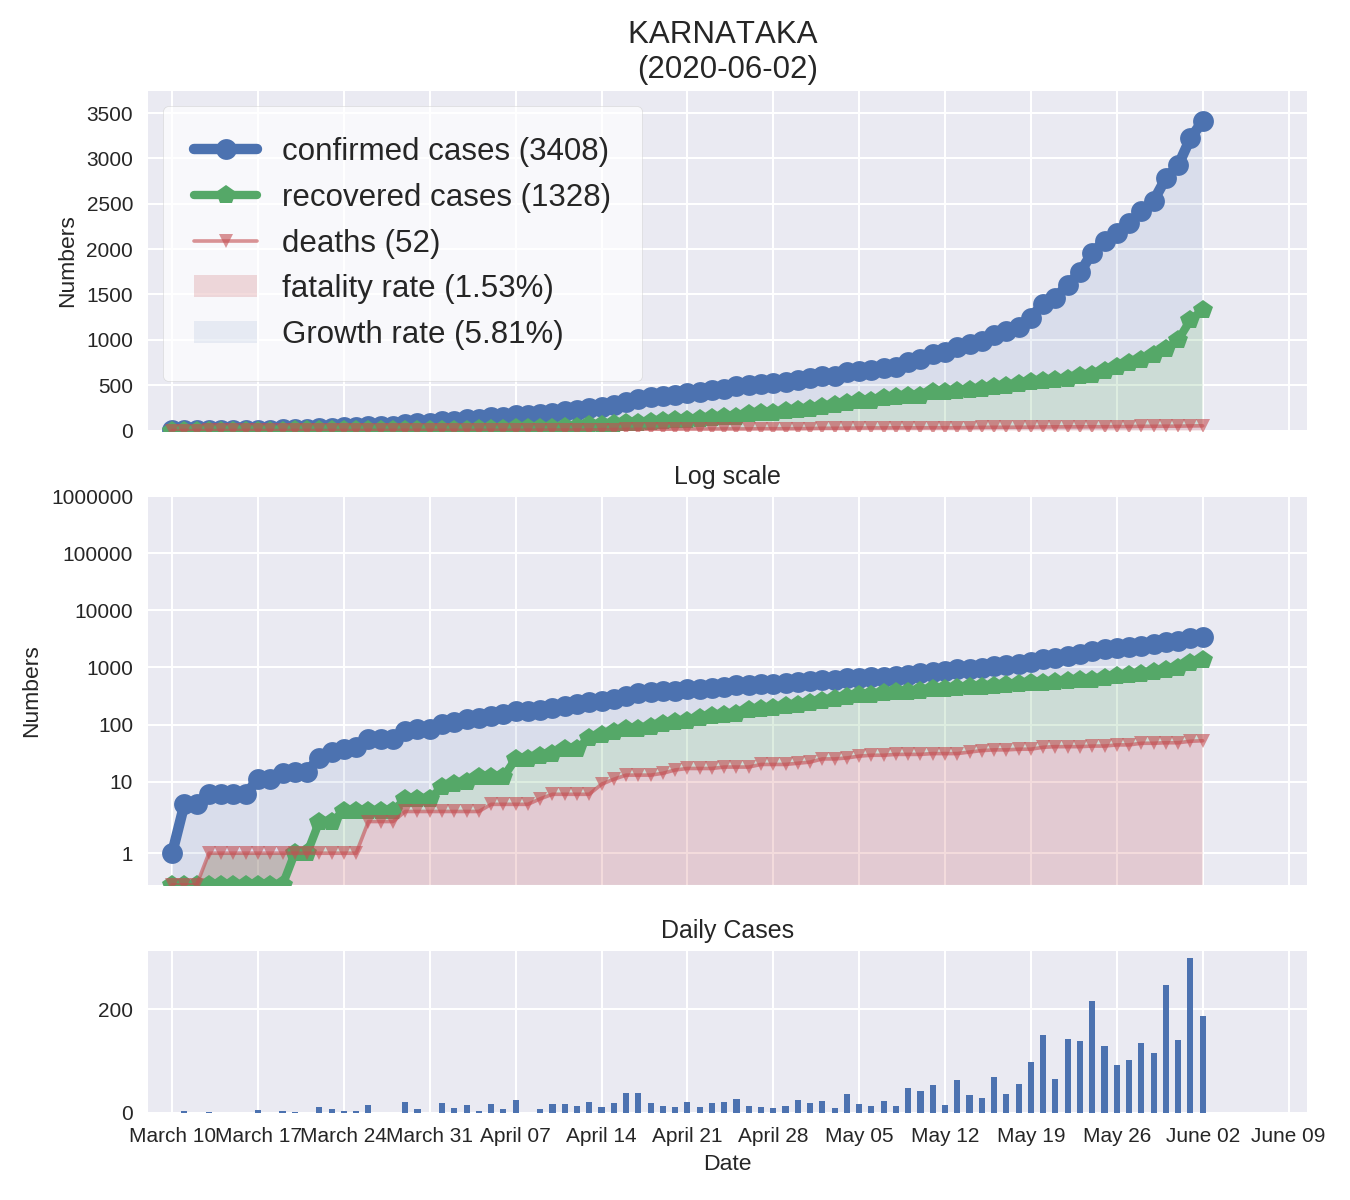 KARNATAKA
(2020-06-02)
3500
3000
2500
2000
1500
1000
500
0
Numbers
confirmed cases (3408)
recovered cases (1328)
deaths (52)
fatality rate (1.53%)
Growth rate (5.81%)
Log scale
1000000
100000
10000
1000
100
10
1
Numbers
Daily Cases
200
0
March 10 March 17 March 24 March 31 April 07 April 14 April 21 April 28 May 05 May 12 May 19 May 26 June 02 June 09
Date